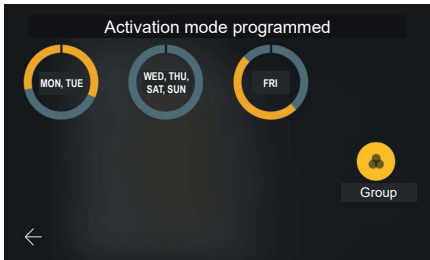 Activation mode programmed
MON, TUE
WED, THU,
SAT, SUN
FRI
Group